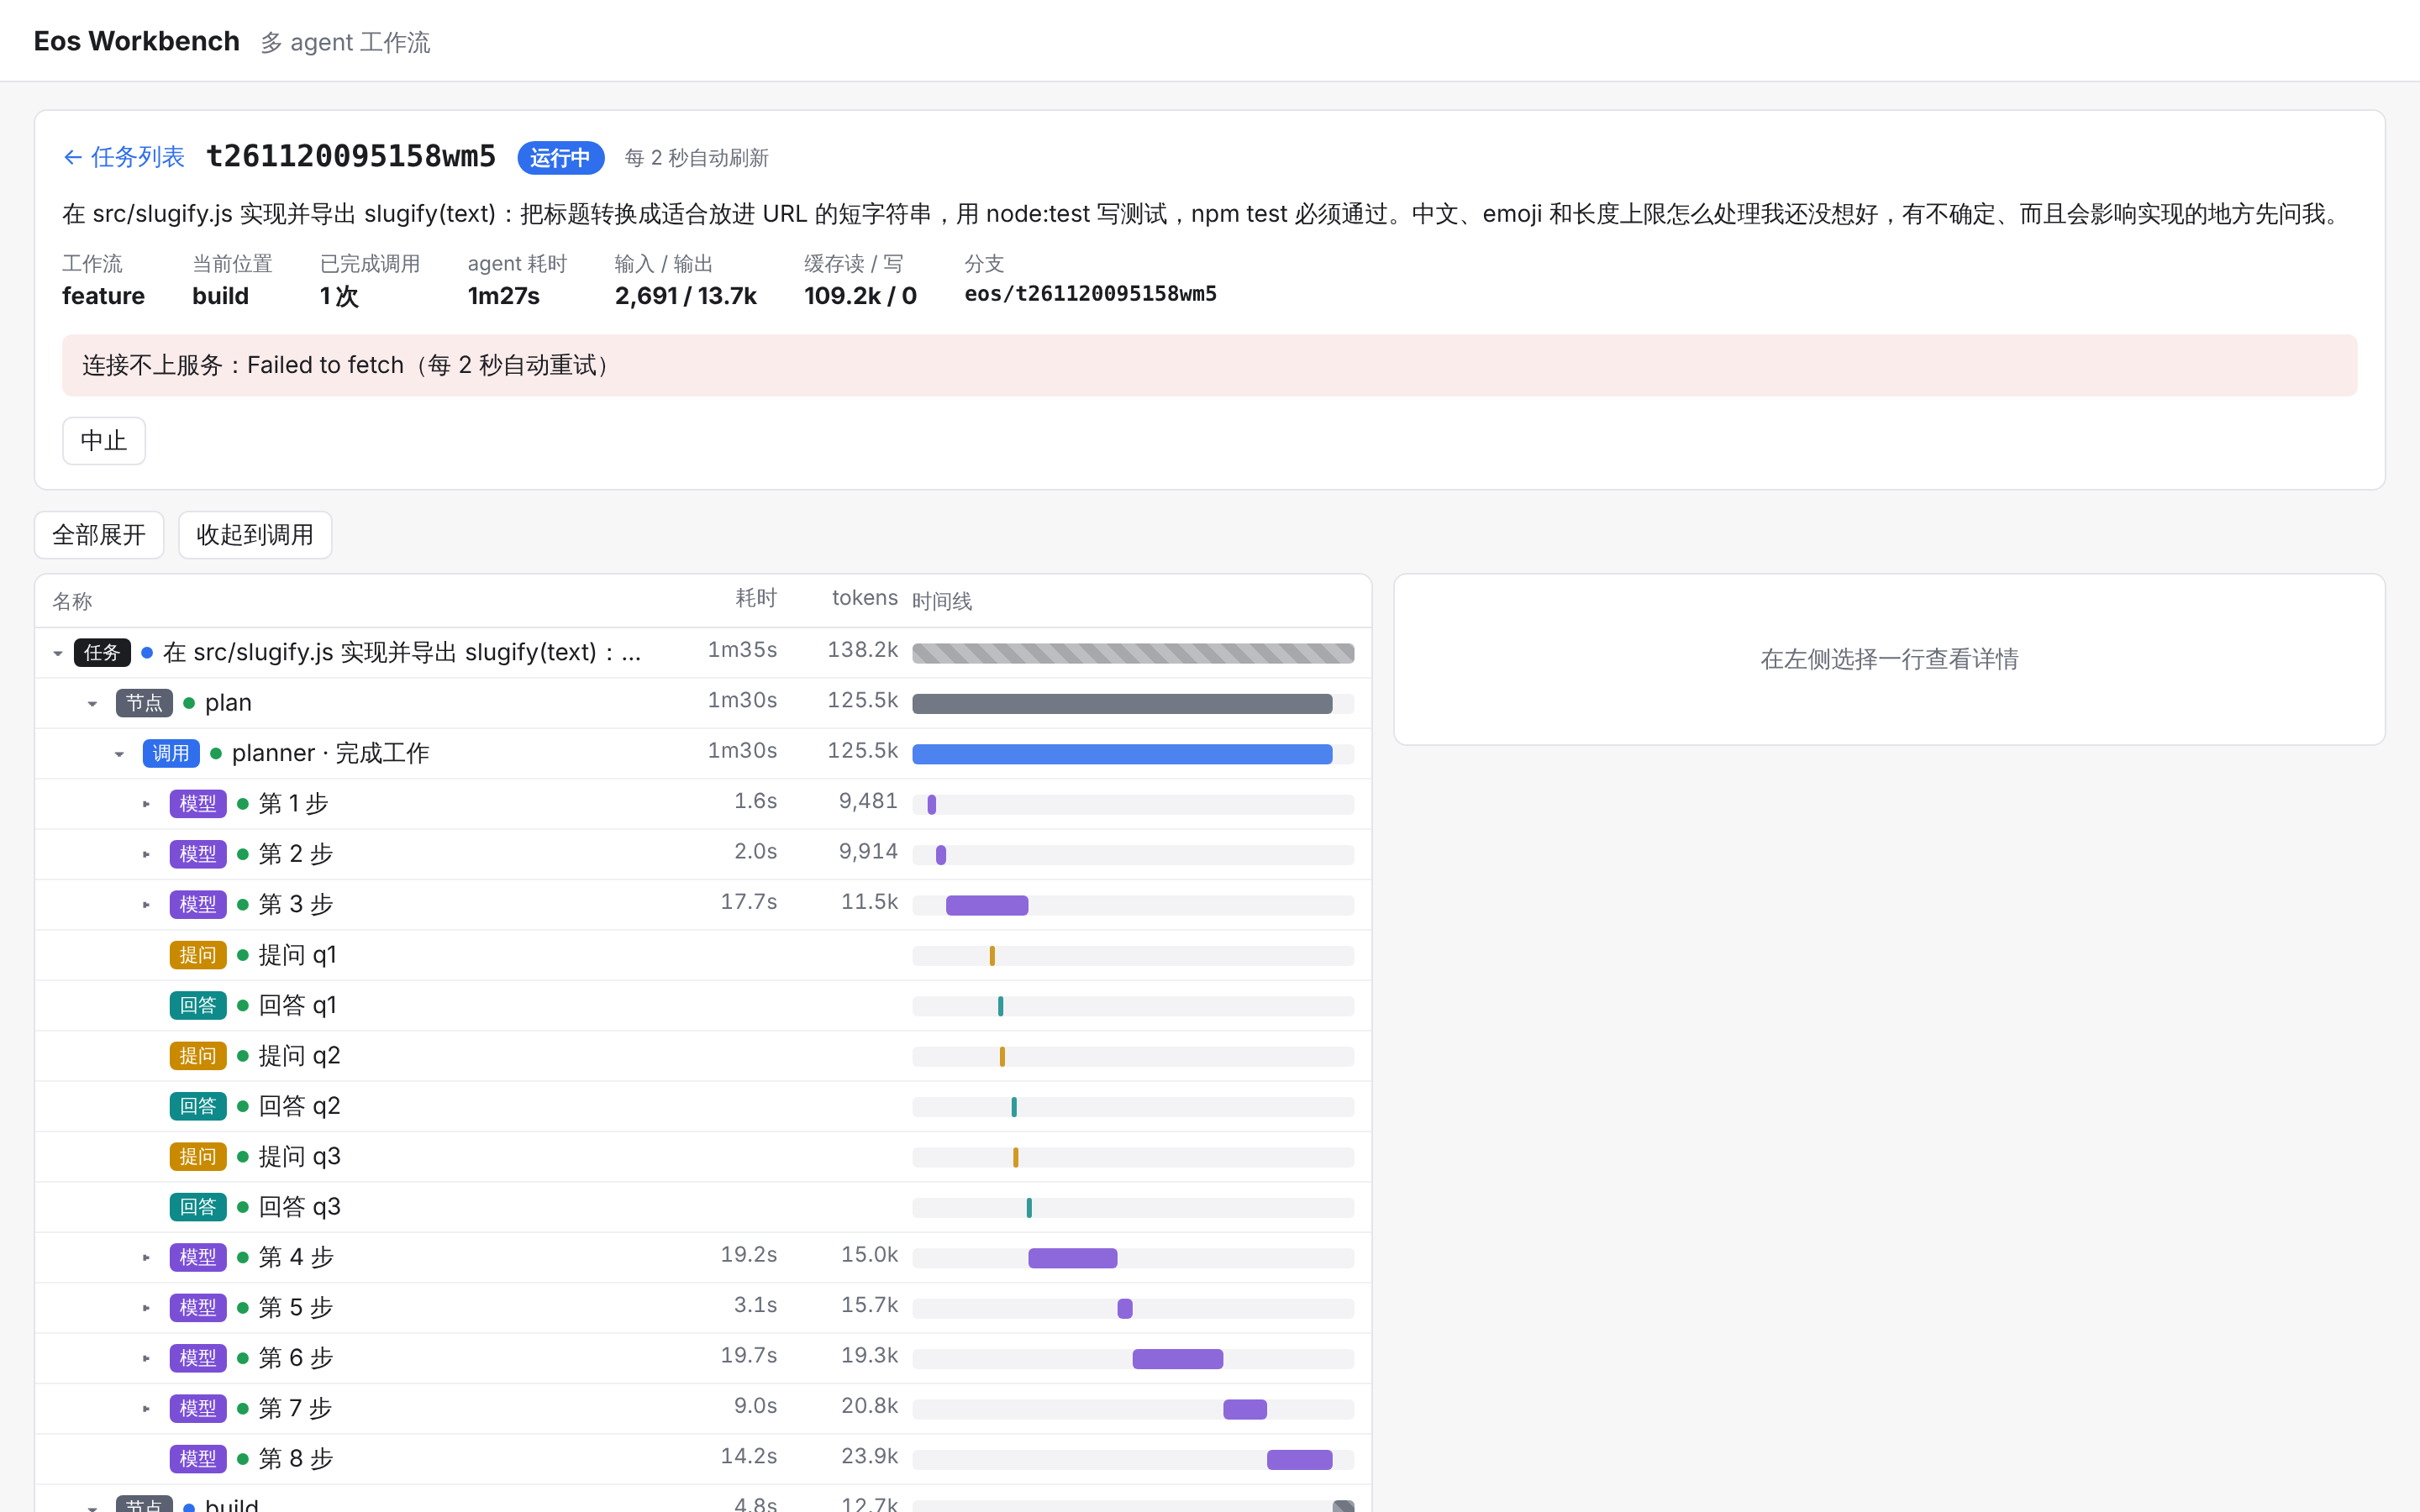 Eos Workbench 多 agent 工作流
← 任务列表 t261120095158wm5 运行中 每 2 秒自动刷新
在 src/slugify.js 实现并导出 slugify(text)：把标题转换成适合放进 URL 的短字符串，用 node:test 写测试，npm test 必须通过。中文、emoji 和长度上限怎么处理我还没想好，有不确定、而且会影响实现的地方先问我。
工作流 当前位置 已完成调用 agent 耗时 输入 / 输出 缓存读 / 写 分支
feature build 1 次 1m27s 2,691 / 13.7k 109.2k / 0 eos/t261120095158wm5
连接不上服务：Failed to fetch（每 2 秒自动重试）
中止
全部展开 收起到调用
名称 耗时 tokens 时间线
任务 在 src/slugify.js 实现并导出 slugify(text)：... 1m35s 138.2k
节点 plan 1m30s 125.5k
调用 planner · 完成工作 1m30s 125.5k
模型 第 1 步 1.6s 9,481
模型 第 2 步 2.0s 9,914
模型 第 3 步 17.7s 11.5k
提问 提问 q1
回答 回答 q1
提问 提问 q2
回答 回答 q2
提问 提问 q3
回答 回答 q3
模型 第 4 步 19.2s 15.0k
模型 第 5 步 3.1s 15.7k
模型 第 6 步 19.7s 19.3k
模型 第 7 步 9.0s 20.8k
模型 第 8 步 14.2s 23.9k
节点 build 4.8s 12.7k
在左侧选择一行查看详情